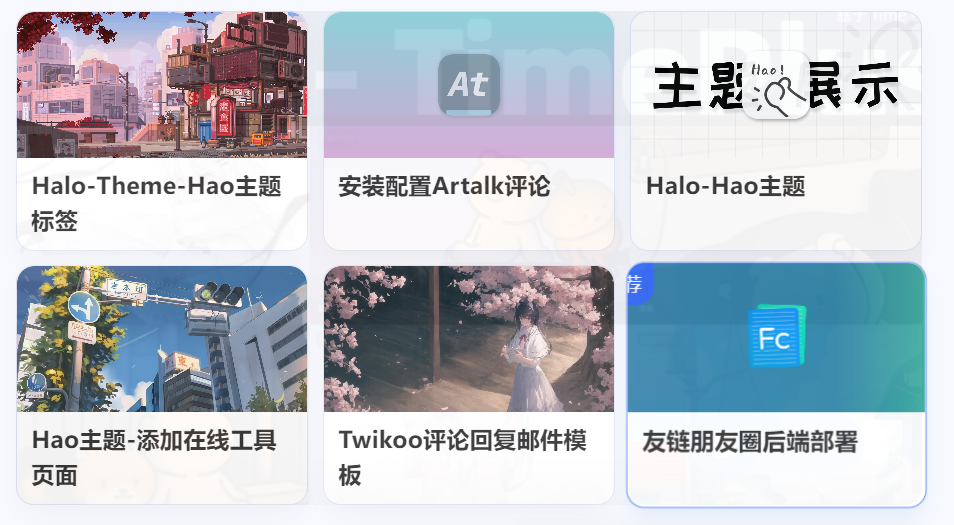 At
主题展示
Hao!
Halo-Theme-Hao主题
标签
安装配置Artalk评论
Halo-Hao主题
荐
Fc
Hao主题-添加在线工具
页面
Twikoo评论回复邮件模
板
友链朋友圈后端部署